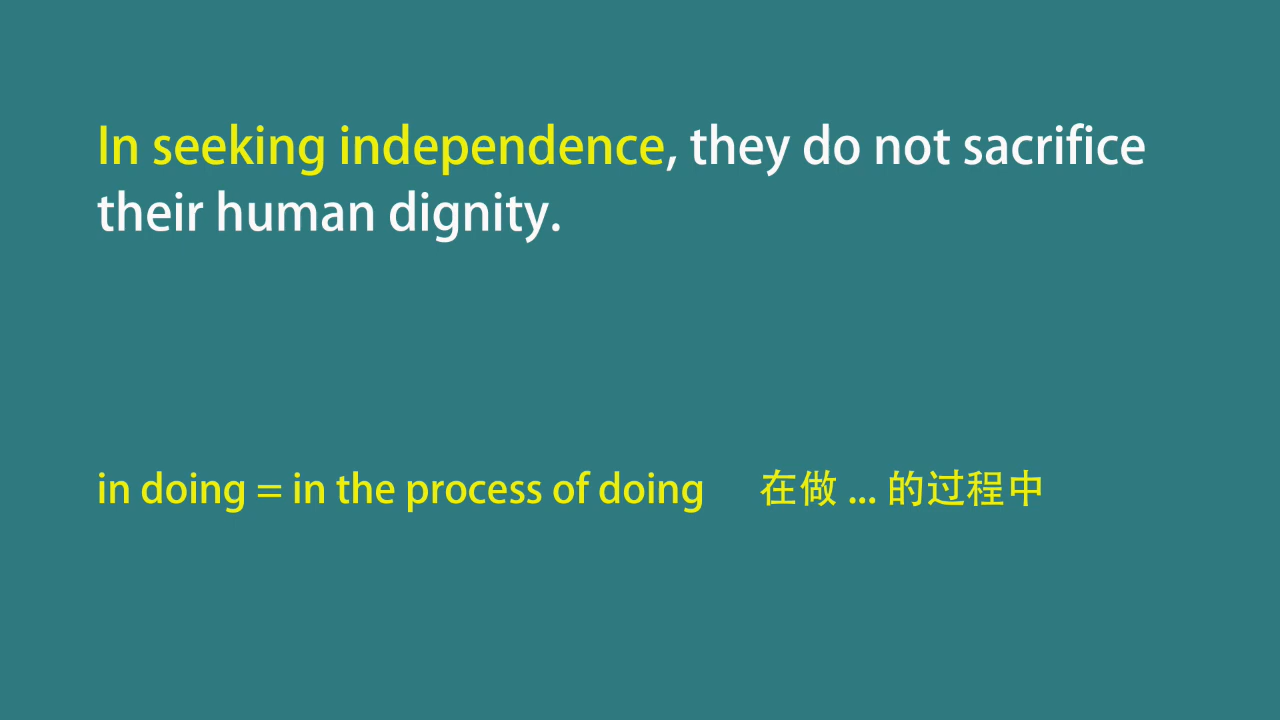 In seeking independence, they do not sacrifice
their human dignity.
in doing = in the process of doing 在做 ... 的过程中